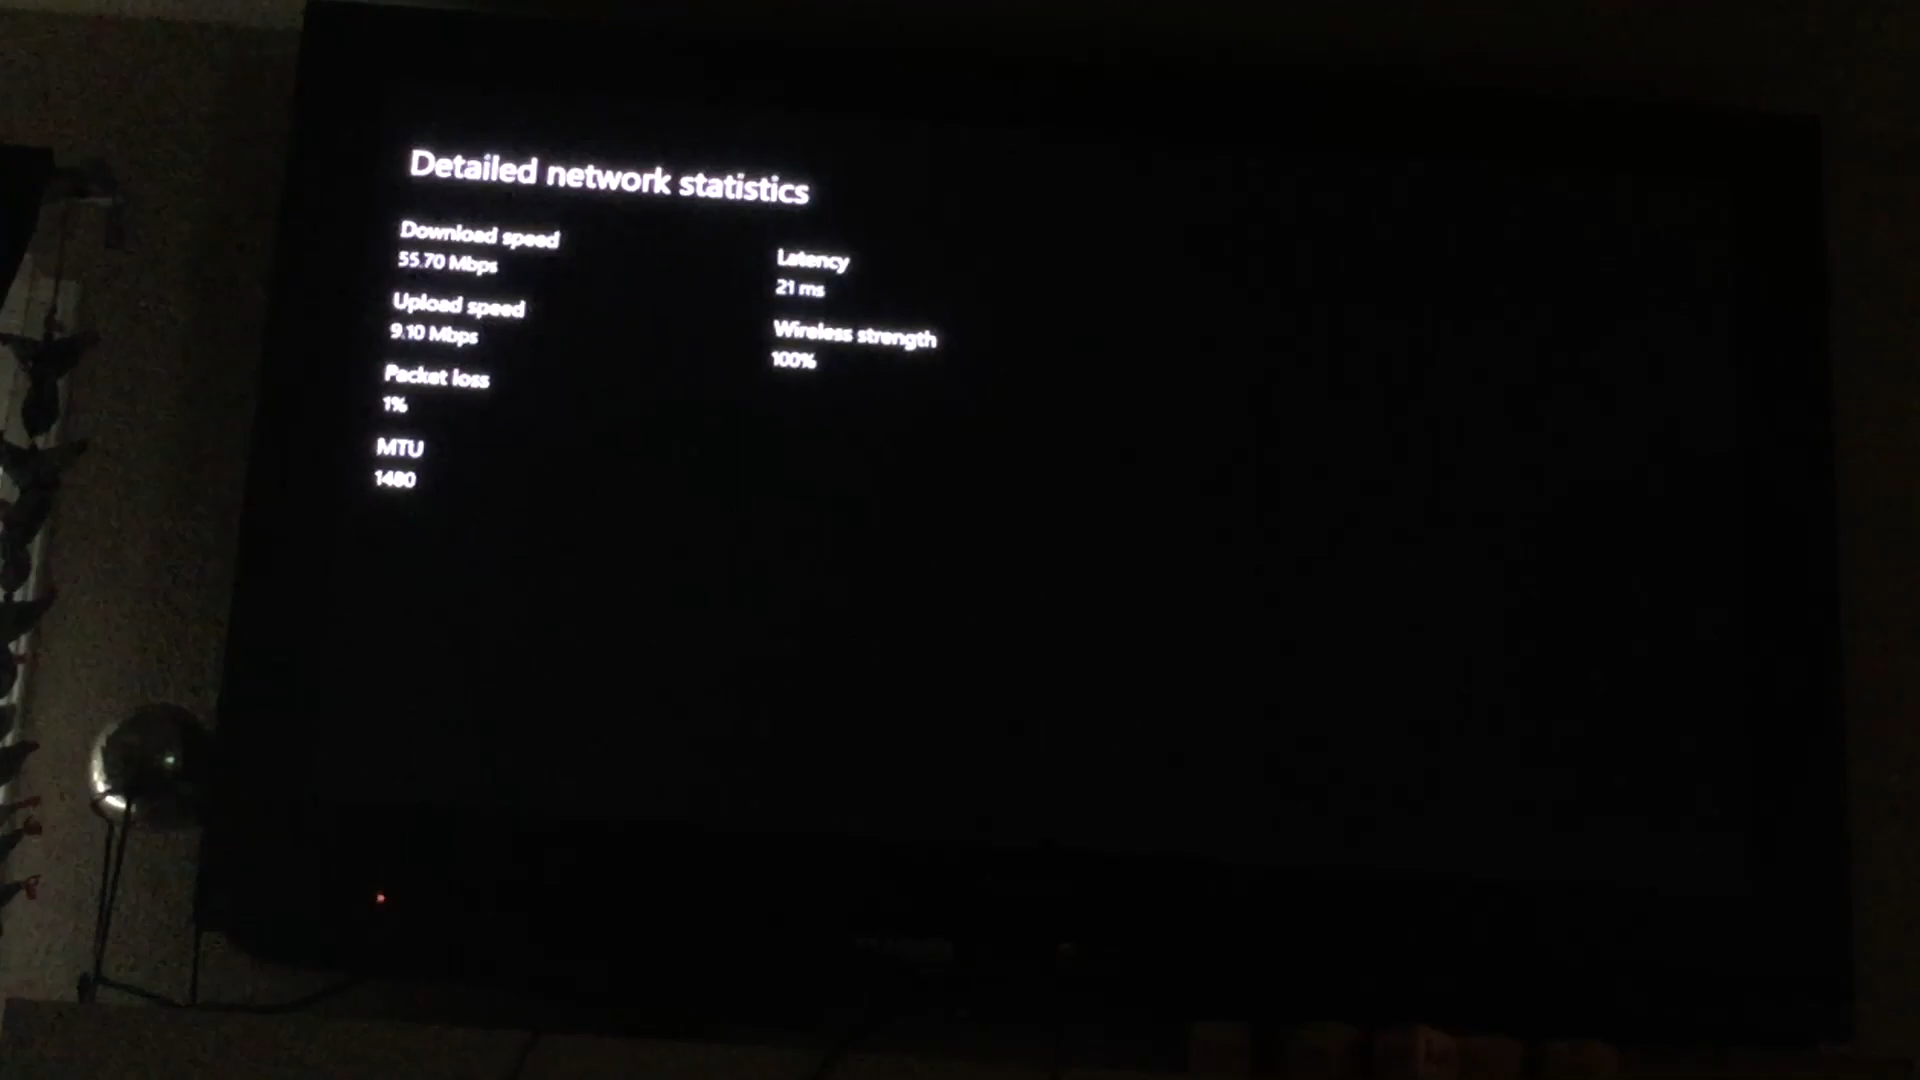 Detailed network statistics
Download speed
55.70 Mbps
Upload speed
9.10 Mbps
Packet loss
1%
MTU
1480
Latency
21 ms
Wireless strength
100%